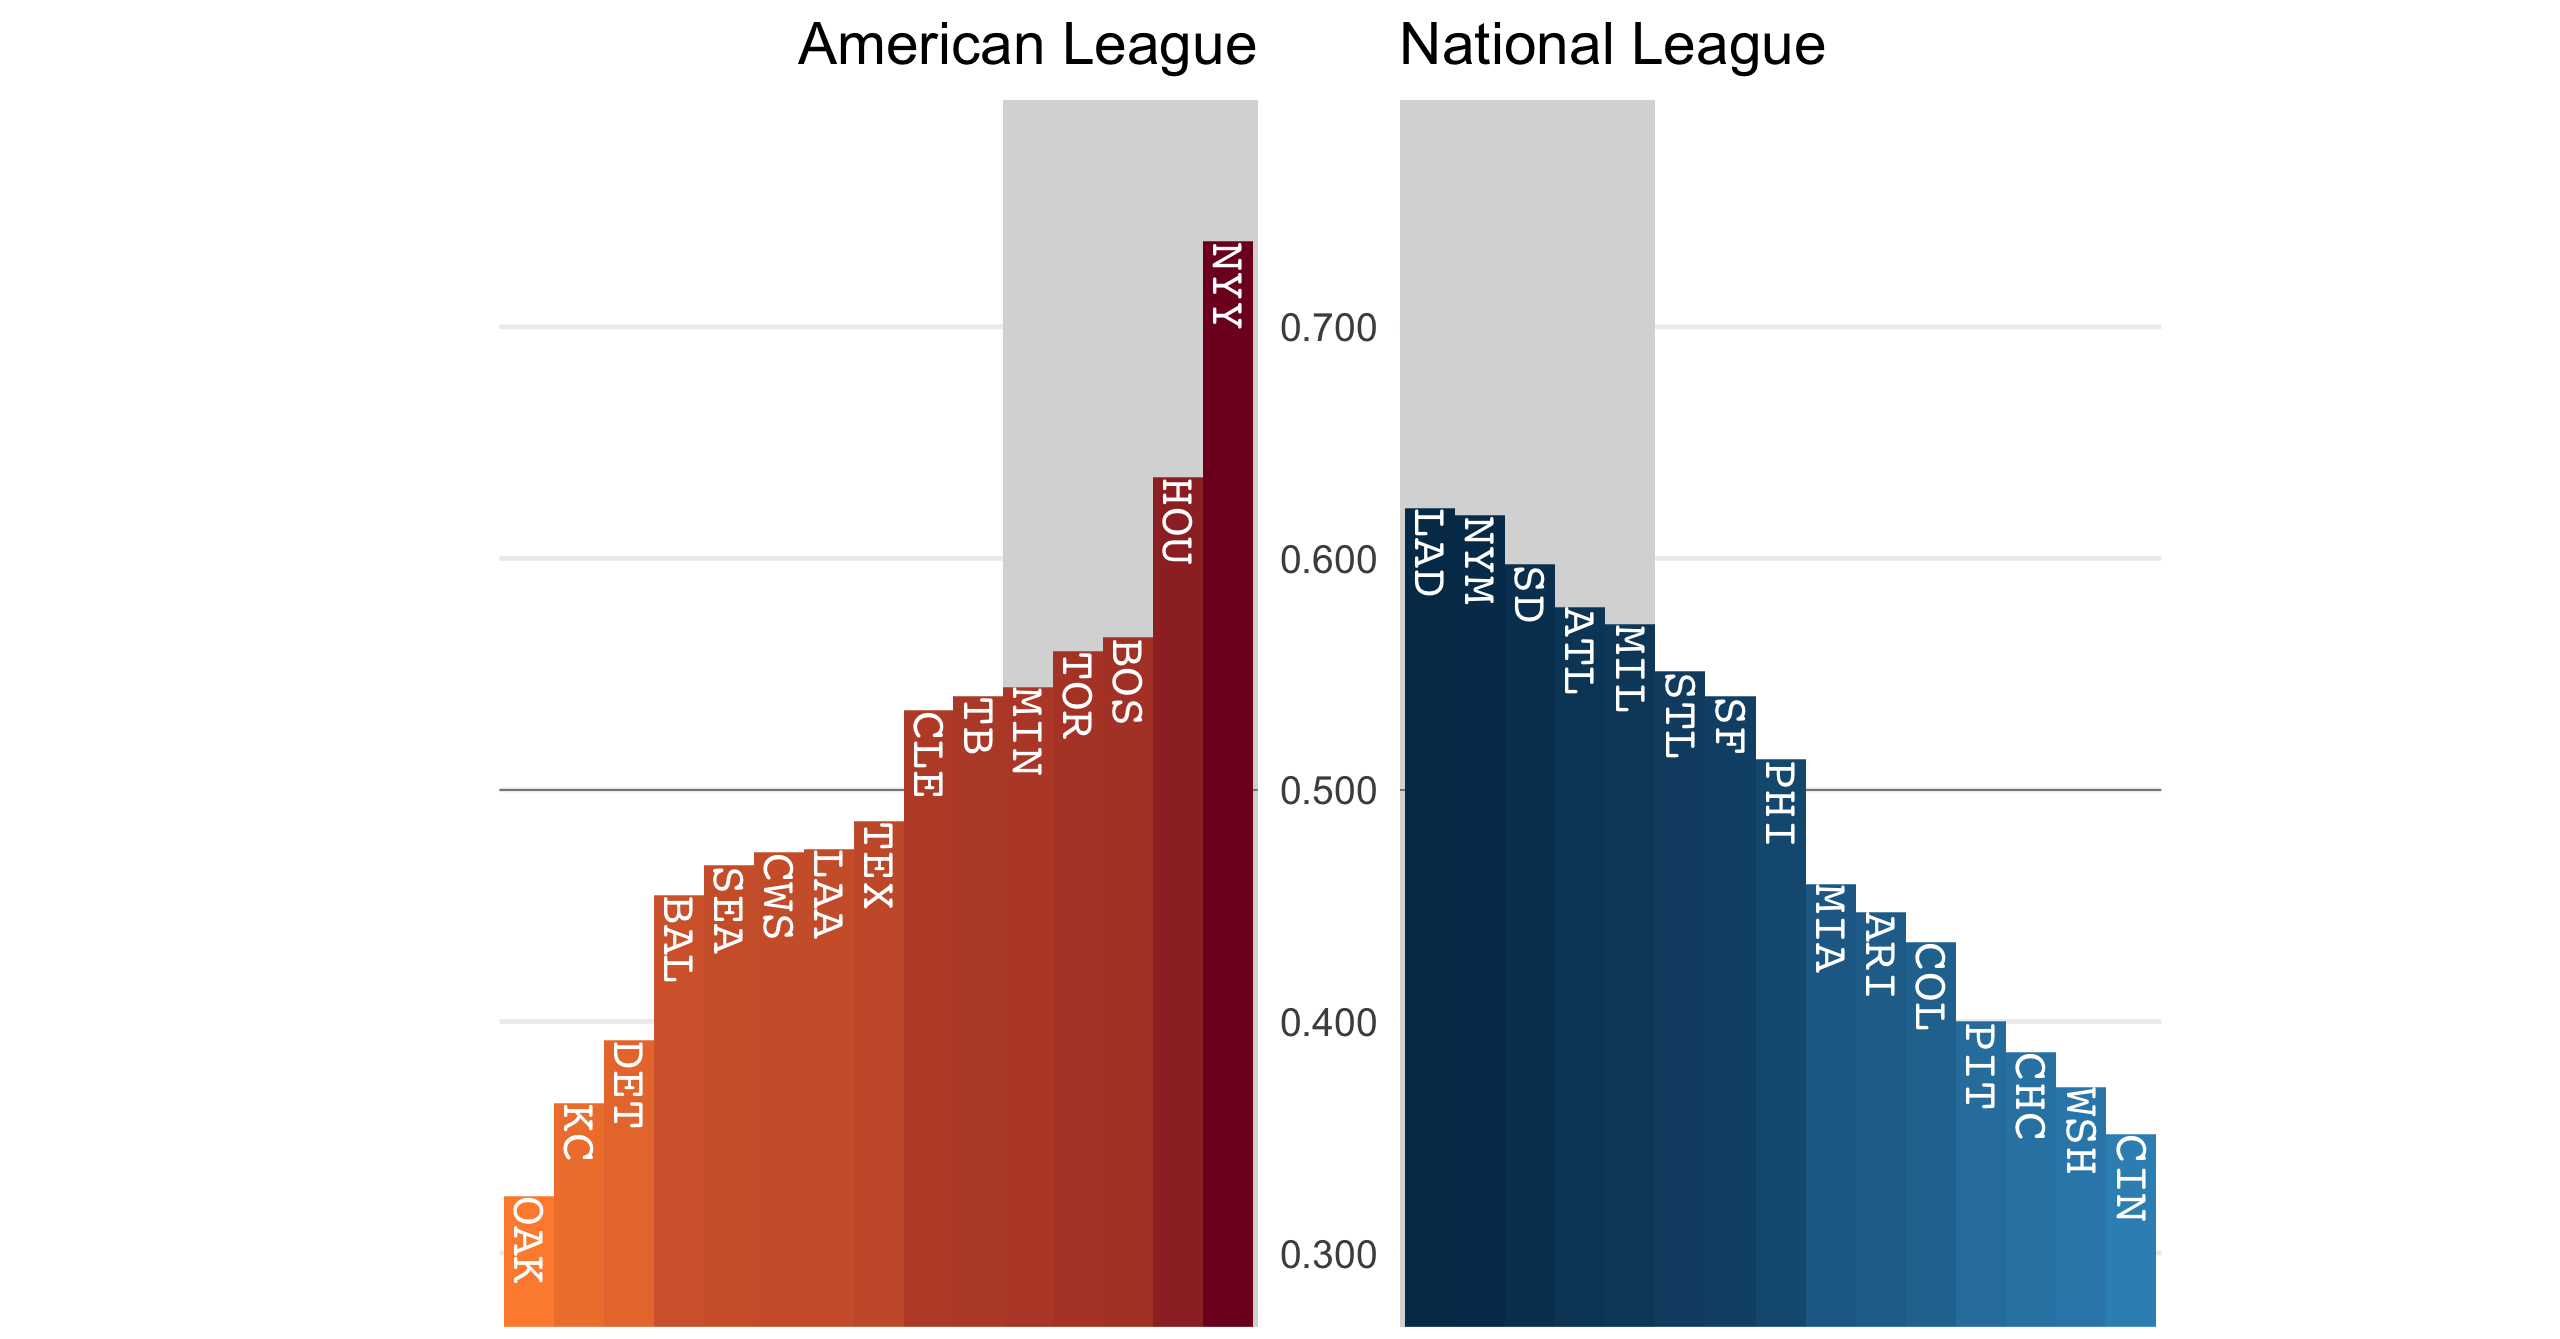 American League
National League
0.700
0.600
0.500
0.400
0.300
OAK
KC
DET
BAL
SEA
CWS
LAA
TEX
CLE
TB
MIN
TOR
BOS
HOU
NYY
LAD
NYM
SD
ATL
MIL
STL
SF
PHI
MIA
ARI
COL
PIT
CHC
WSH
CIN